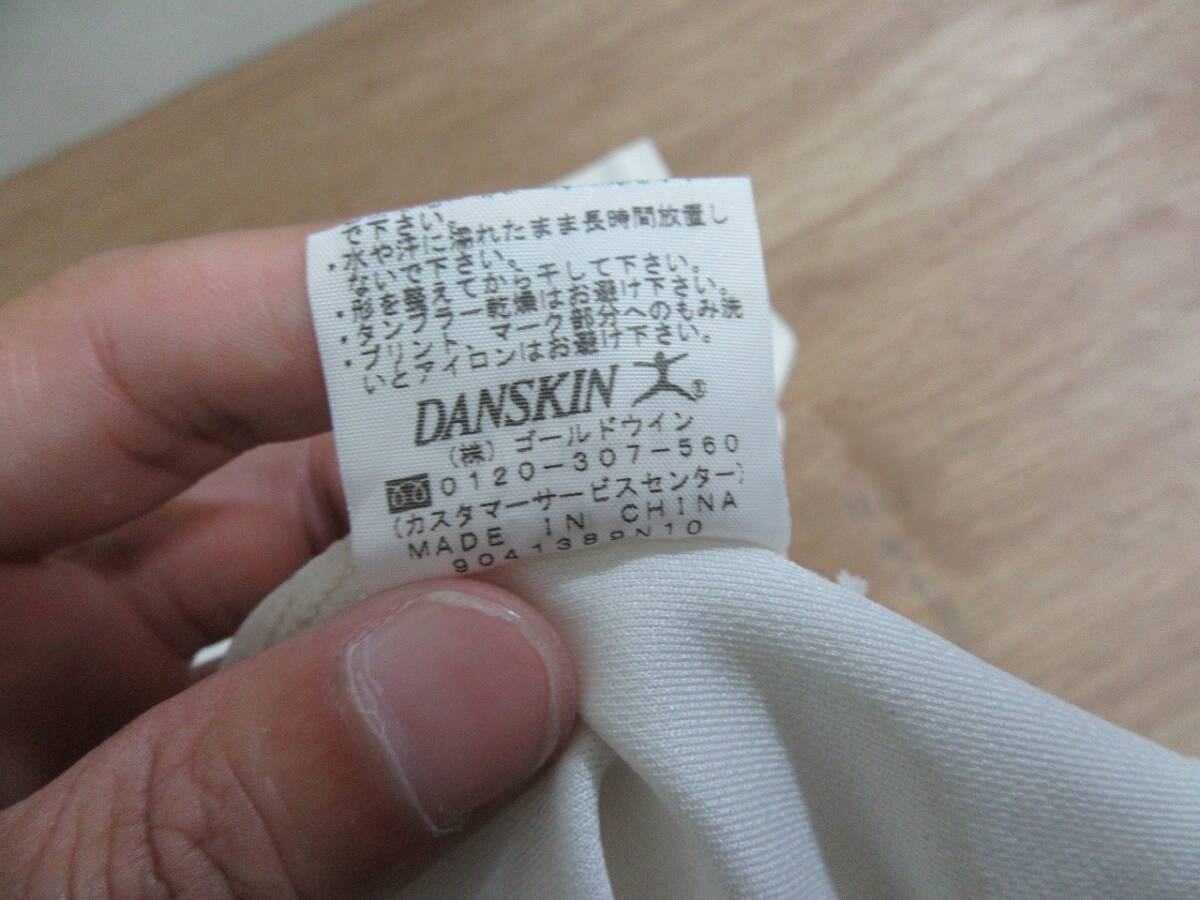 で下さい。
・水や汗に濡れたまま長時間放置し
ないで下さい。
・形を整えてから干して下さい。
・タンブラー乾燥はお避け下さい。
・プリント、マーク部分へのもみ洗
いとアイロンはお避け下さい。
DANSKIN ®
(株)ゴールドウイン
0120-307-560
(カスタマーサービスセンター)
MADE IN CHINA
9041389N10